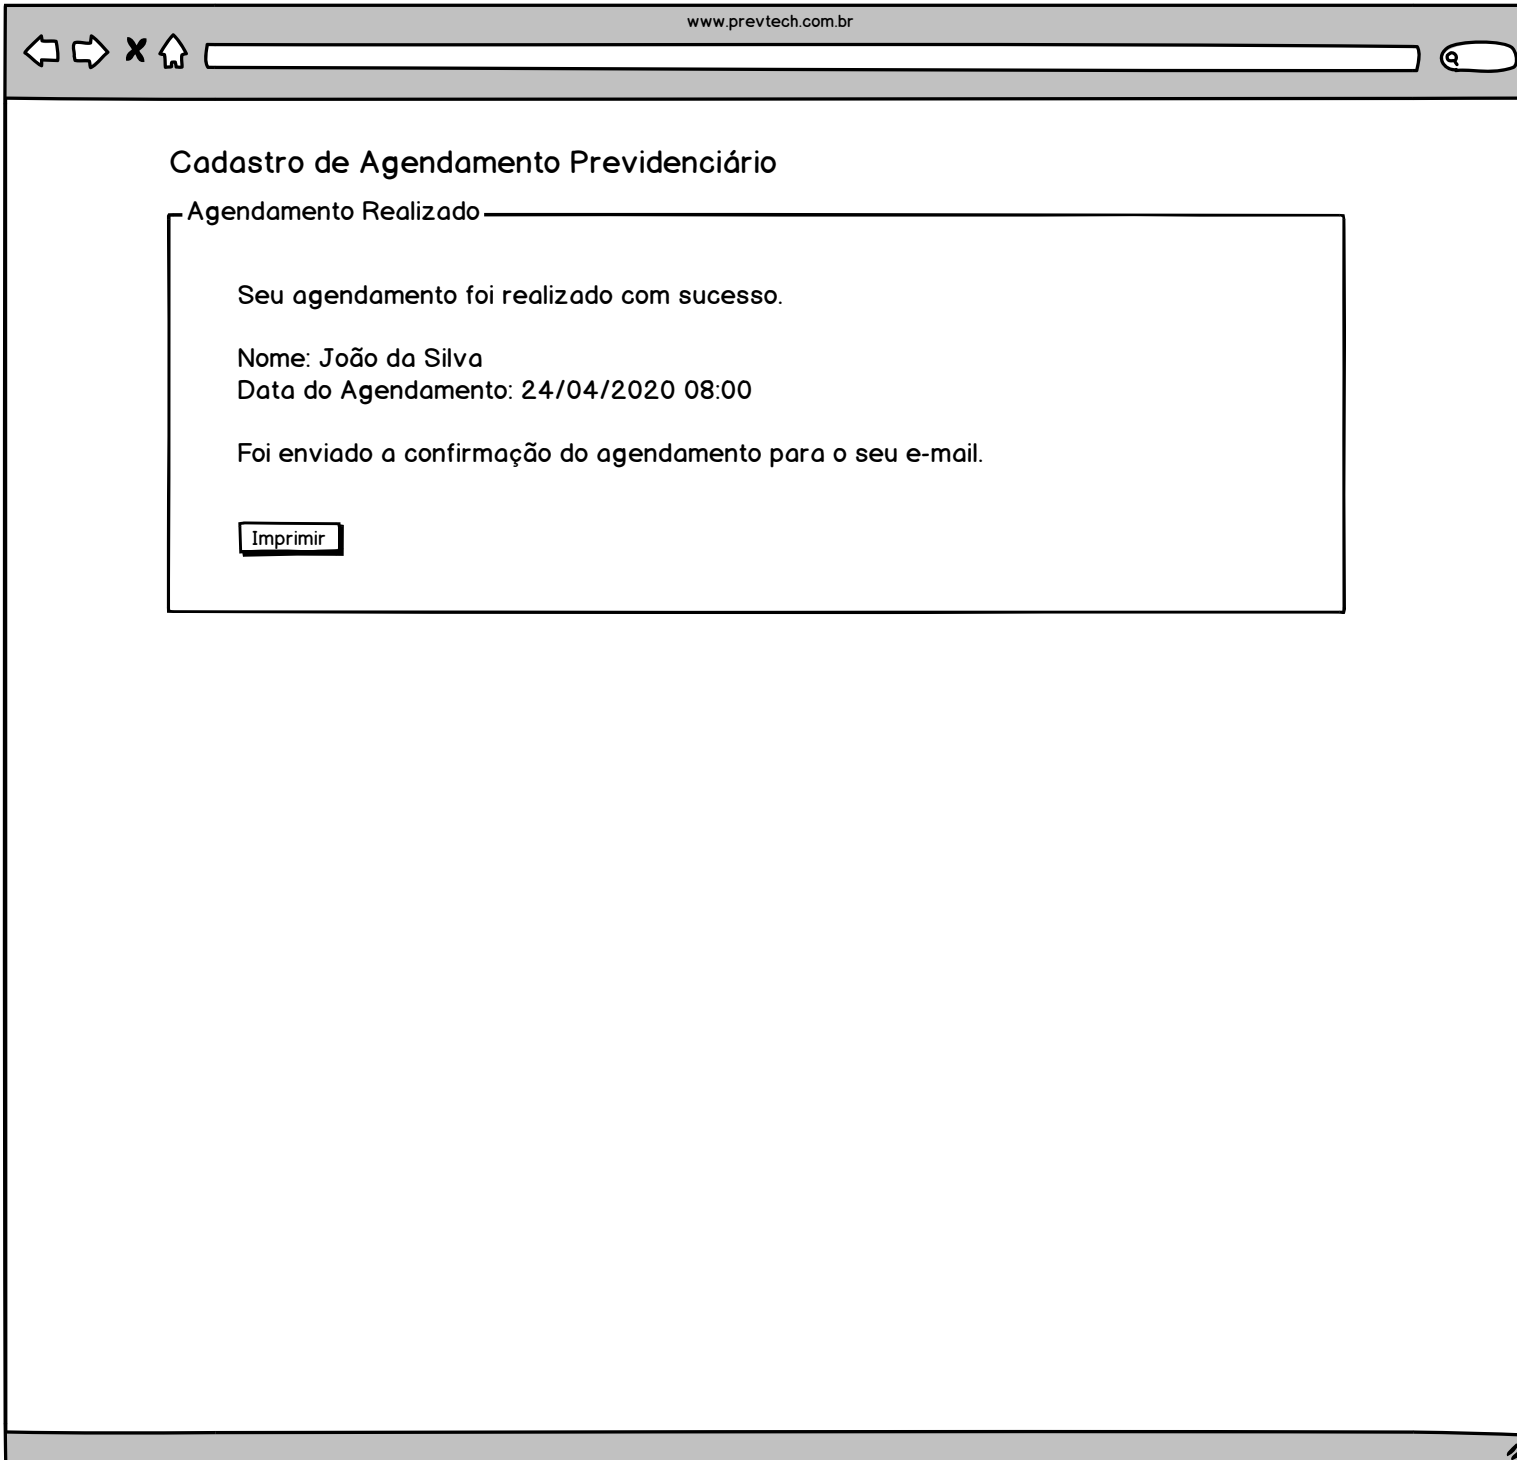 www.prevtech.com.br
Cadastro de Agendamento Previdenciário
Agendamento Realizado
Seu agendamento foi realizado com sucesso.
Nome: João da Silva
Data do Agendamento: 24/04/2020 08:00
Foi enviado a confirmação do agendamento para o seu e-mail.
Imprimir